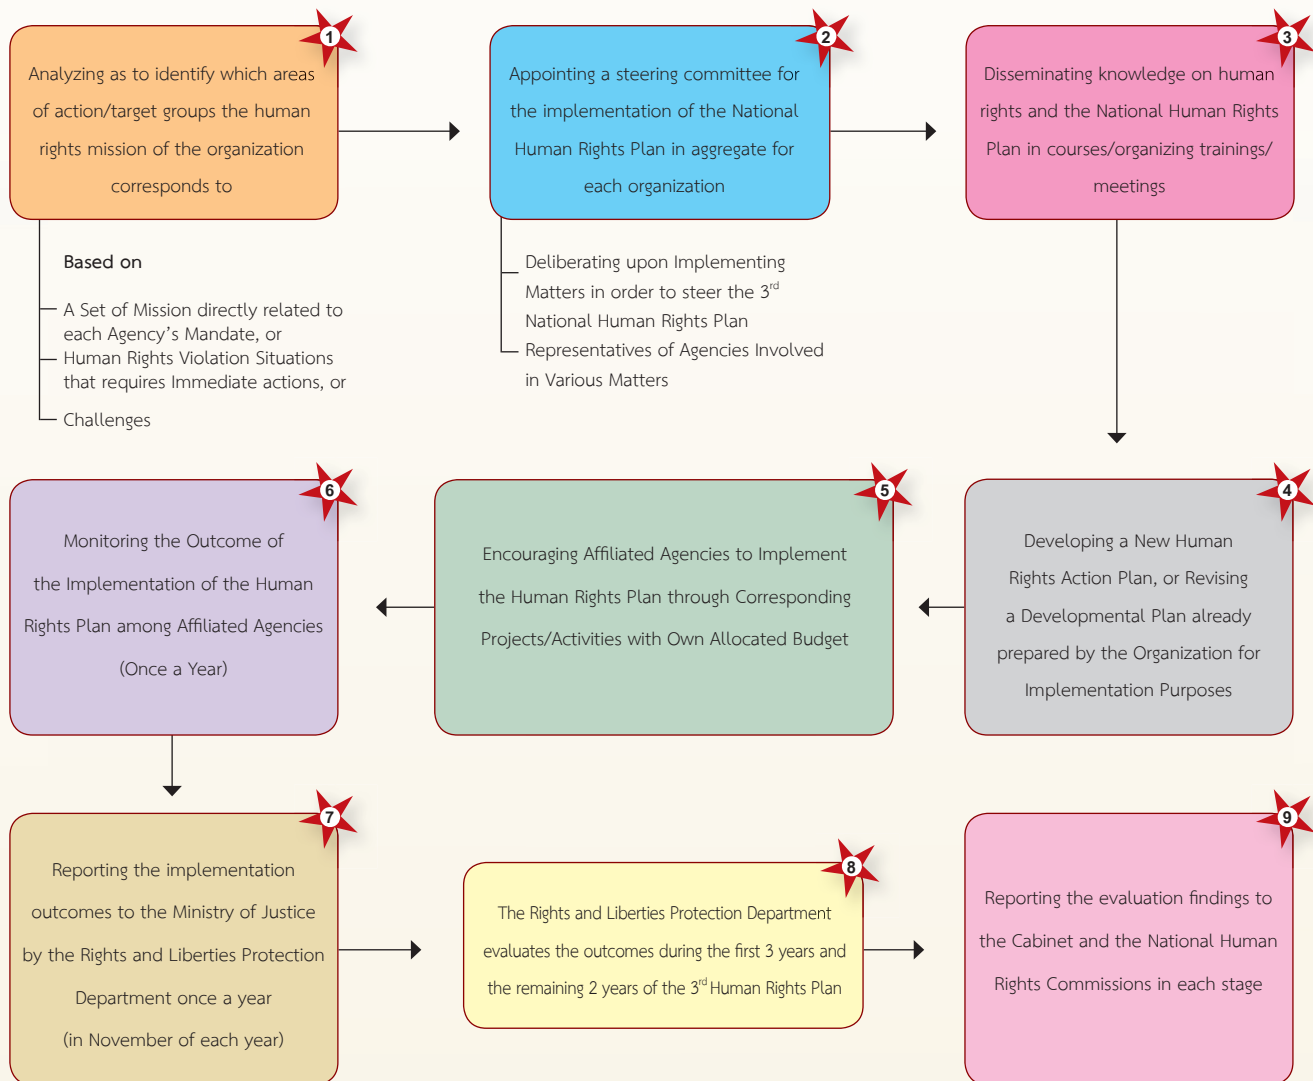 1
Analyzing as to identify which areas
of action/target groups the human
rights mission of the organization
corresponds to
Based on
A Set of Mission directly related to
each Agency's Mandate, or
Human Rights Violation Situations
that requires Immediate actions, or
Challenges
2
Appointing a steering committee for
the implementation of the National
Human Rights Plan in aggregate for
each organization
Deliberating upon Implementing
Matters in order to steer the 3rd
National Human Rights Plan
Representatives of Agencies Involved
in Various Matters
3
Disseminating knowledge on human
rights and the National Human Rights
Plan in courses/organizing trainings/
meetings
4
Developing a New Human
Rights Action Plan, or Revising
a Developmental Plan already
prepared by the Organization for
Implementation Purposes
5
Encouraging Affiliated Agencies to Implement
the Human Rights Plan through Corresponding
Projects/Activities with Own Allocated Budget
6
Monitoring the Outcome of
the Implementation of the Human
Rights Plan among Affiliated Agencies
(Once a Year)
7
Reporting the implementation
outcomes to the Ministry of Justice
by the Rights and Liberties Protection
Department once a year
(in November of each year)
8
The Rights and Liberties Protection Department
evaluates the outcomes during the first 3 years and
the remaining 2 years of the 3rd Human Rights Plan
9
Reporting the evaluation findings to
the Cabinet and the National Human
Rights Commissions in each stage